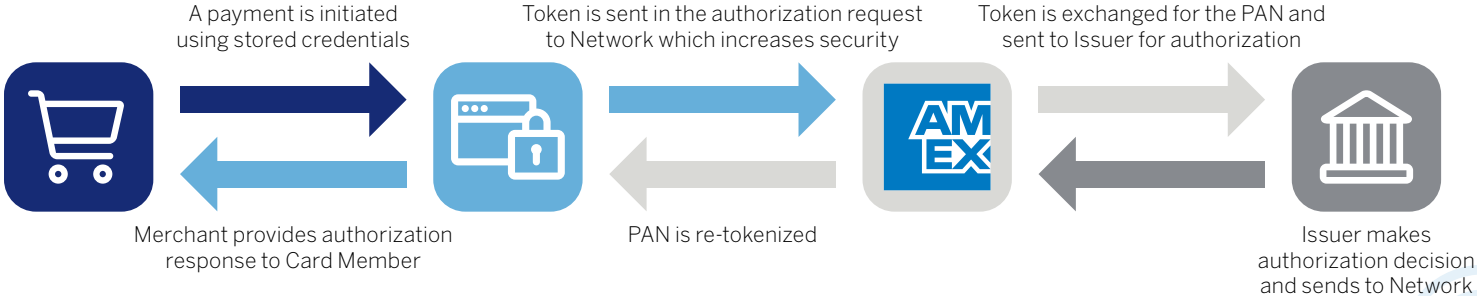 A payment is initiated
using stored credentials
Token is sent in the authorization request
to Network which increases security
Token is exchanged for the PAN and
sent to Issuer for authorization
AM
EX
Merchant provides authorization
response to Card Member
PAN is re-tokenized
Issuer makes
authorization decision
and sends to Network